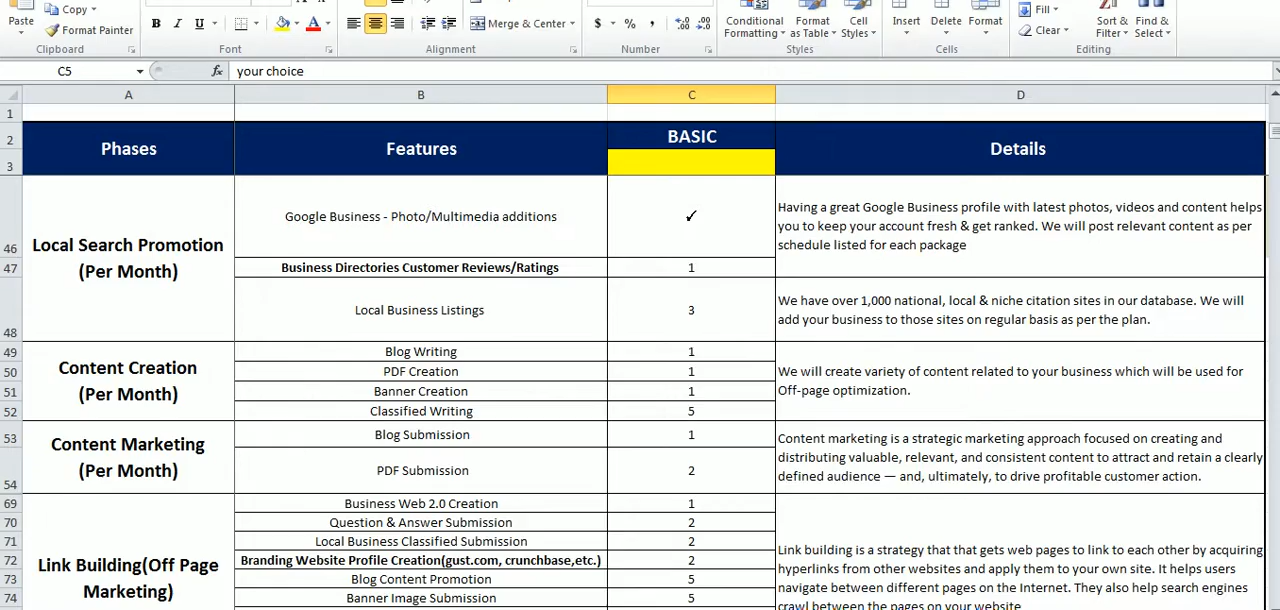 Paste
Copy
Format Painter
Clipboard
B I U A
Font
Merge & Center
Alignment
$ % ,
Number
Conditional Formatting
Format as Table
Cell Styles
Styles
Insert
Delete
Format
Cells
Fill
Clear
Sort & Filter
Find & Select
Editing
C5
fx
your choice
A B C D
1
2
3
Phases
Features
BASIC
Details
46
Local Search Promotion
(Per Month)
Google Business - Photo/Multimedia additions
✓
Having a great Google Business profile with latest photos, videos and content helps
you to keep your account fresh & get ranked. We will post relevant content as per
schedule listed for each package
47
Business Directories Customer Reviews/Ratings
1
48
Local Business Listings
3
We have over 1,000 national, local & niche citation sites in our database. We will
add your business to those sites on regular basis as per the plan.
Content Creation
(Per Month)
49 Blog Writing 1
50 PDF Creation 1
51 Banner Creation 1
52 Classified Writing 5
We will create variety of content related to your business which will be used for
Off-page optimization.
Content Marketing
(Per Month)
53 Blog Submission 1
54 PDF Submission 2
Content marketing is a strategic marketing approach focused on creating and
distributing valuable, relevant, and consistent content to attract and retain a clearly
defined audience — and, ultimately, to drive profitable customer action.
Link Building(Off Page
Marketing)
69 Business Web 2.0 Creation 1
70 Question & Answer Submission 2
71 Local Business Classified Submission 2
72 Branding Website Profile Creation(gust.com, crunchbase,etc.) 2
73 Blog Content Promotion 5
74 Banner Image Submission 5
Link building is a strategy that that gets web pages to link to each other by acquiring
hyperlinks from other websites and apply them to your own site. It helps users
navigate between different pages on the Internet. They also help search engines
crawl between the pages on your website